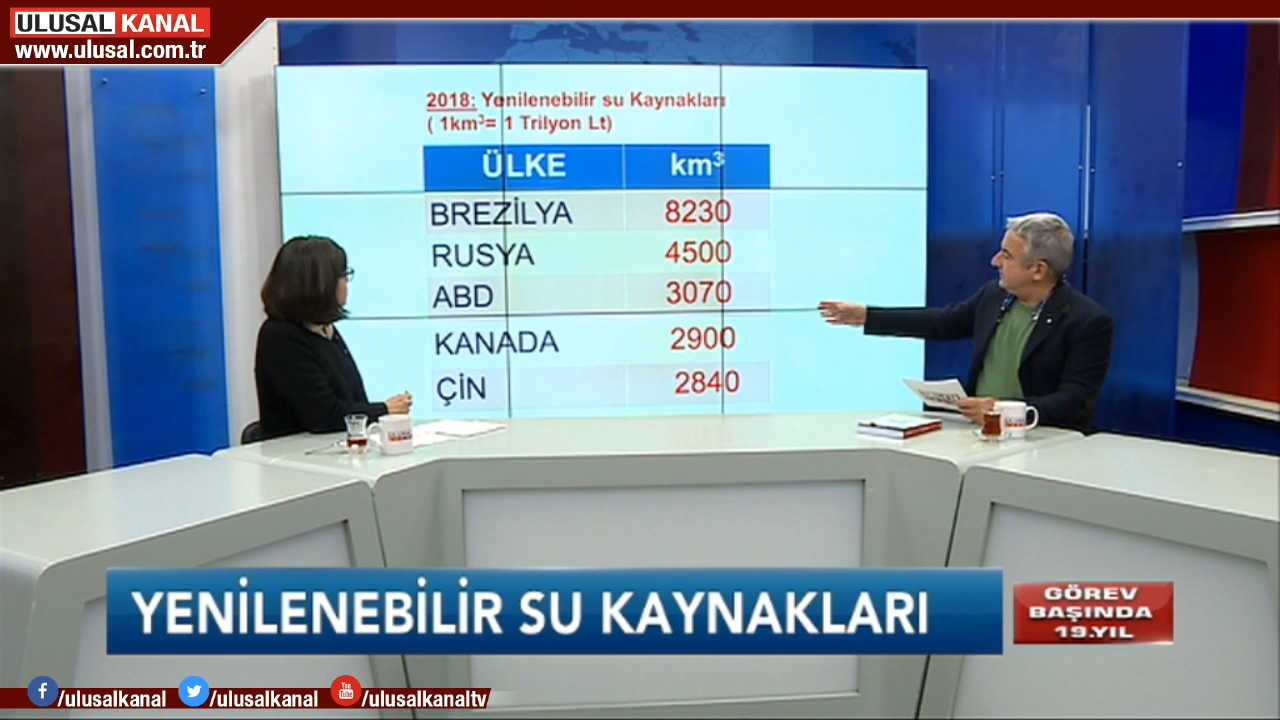 ULUSAL KANAL
www.ulusal.com.tr
2018: Yenilenebilir su Kaynakları
( 1km³= 1 Trilyon Lt)
ÜLKE km³
BREZİLYA 8230
RUSYA 4500
ABD 3070
KANADA 2900
ÇİN 2840
YENİLENEBİLİR SU KAYNAKLARI
GÖREV
BAŞINDA
19.YIL
/ulusalkanal /ulusalkanal You Tube /ulusalkanaltv